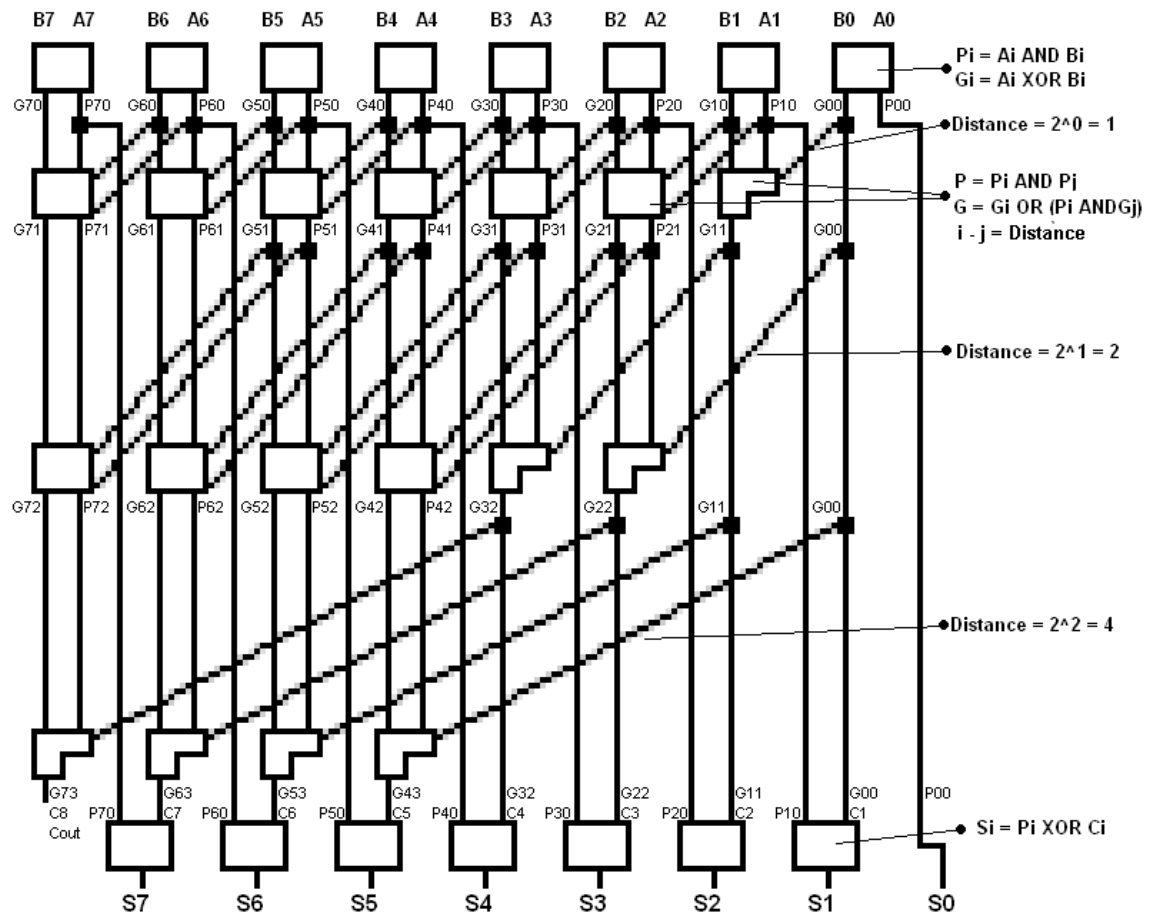 B7 A7 B6 A6 B5 A5 B4 A4 B3 A3 B2 A2 B1 A1 B0 A0
Pi = Ai AND Bi
Gi = Ai XOR Bi
G70 P70 G60 P60 G50 P50 G40 P40 G30 P30 G20 P20 G10 P10 G00 P00
Distance = 2^0 = 1
P = Pi AND Pj
G = Gi OR (Pi ANDGj)
i - j = Distance
G71 P71 G61 P61 G51 P51 G41 P41 G31 P31 G21 P21 G11 G00
Distance = 2^1 = 2
G72 P72 G62 P62 G52 P52 G42 P42 G32 G22 G11 G00
Distance = 2^2 = 4
G73 G63 G53 G43 G32 G22 G11 G00 P00
C8 P70 C7 P60 C6 P50 C5 P40 C4 P30 C3 P20 C2 P10 C1
Cout
Si = Pi XOR Ci
S7 S6 S5 S4 S3 S2 S1 S0